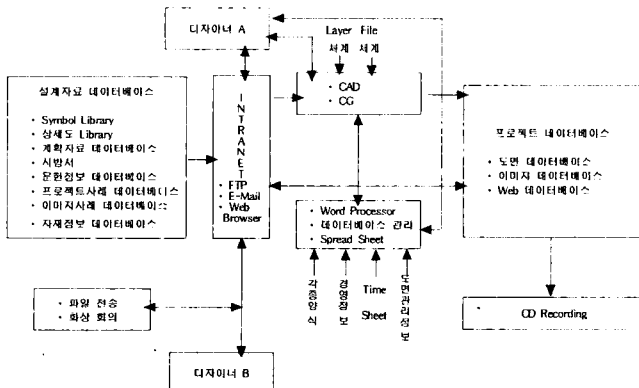 디자이너 A
Layer File
체계 체계
설계자료 데이터베이스
• Symbol Library
• 상세도 Library
• 계획자료 데이터베이스
• 시방서
• 문헌정보 데이터베이스
• 프로젝트사례 데이터베이스
• 이미지사례 데이터베이스
• 자재정보 데이터베이스
INTRANET
• FTP
• E-Mail
• Web
Browser
• CAD
• CG
프로젝트 데이터베이스
• 도면 데이터베이스
• 이미지 데이터베이스
• Web 데이터베이스
• Word Processor
• 데이터베이스 관리
• Spread Sheet
각종양식
경영정보
Time
Sheet
도면관리정보
• 화일 전송
• 화상 회의
CD Recording
디자이너 B